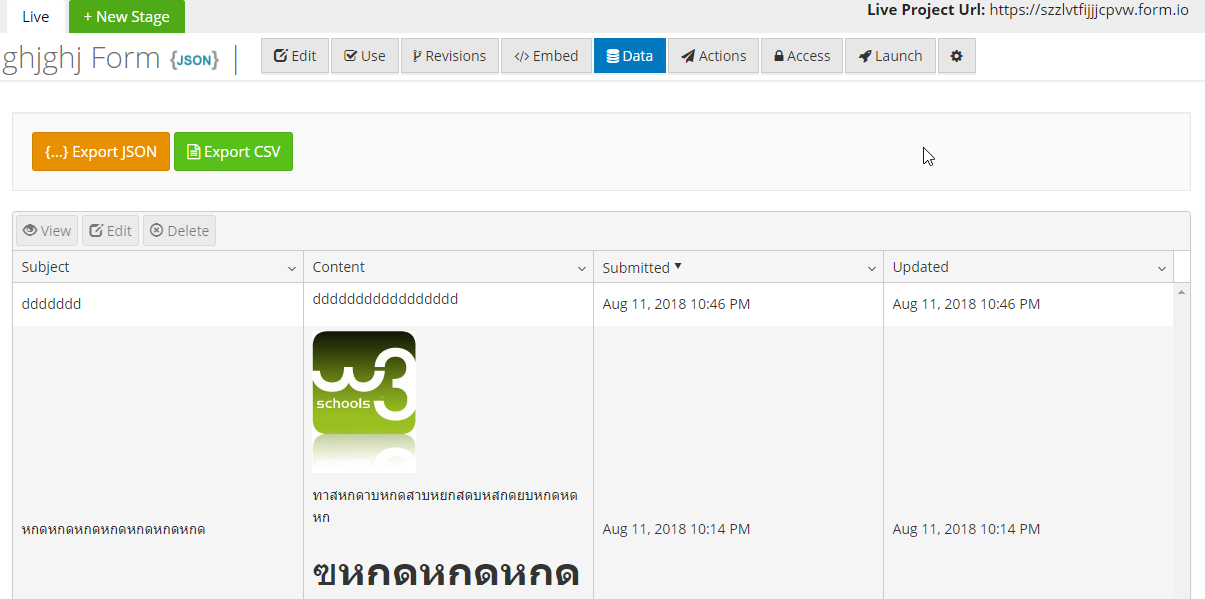 Live
+ New Stage
Live Project Url: https://szzlvtfijjjcpvw.form.io
ghjghj Form {JSON}
Edit
Use
Revisions
</> Embed
Data
Actions
Access
Launch
{...} Export JSON
Export CSV
View
Edit
Delete
Subject
Content
Submitted
Updated
ddddddd
ddddddddddddddddd
Aug 11, 2018 10:46 PM
Aug 11, 2018 10:46 PM
w3
schools
ทาสหกดาบหกดสาบหยกสดบหสกดยบหกดหด
หก
หกดหกดหกดหกดหกดหกดหกด
Aug 11, 2018 10:14 PM
Aug 11, 2018 10:14 PM
ฃหกดหกดหกด